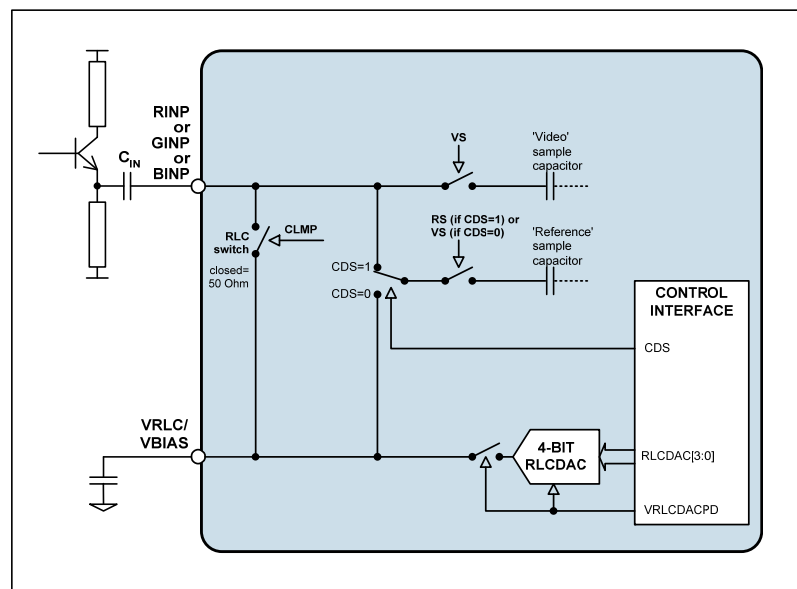 RINP
or
GINP
or
BINP
CIN
VS
'Video'
sample
capacitor
RLC
switch
closed=
50 Ohm
CLMP
RS (if CDS=1) or
VS (if CDS=0)
'Reference'
sample
capacitor
CDS=1
CDS=0
CONTROL
INTERFACE
CDS
VRLC/
VBIAS
4-BIT
RLCDAC
RLCDAC[3:0]
VRLCDACPD